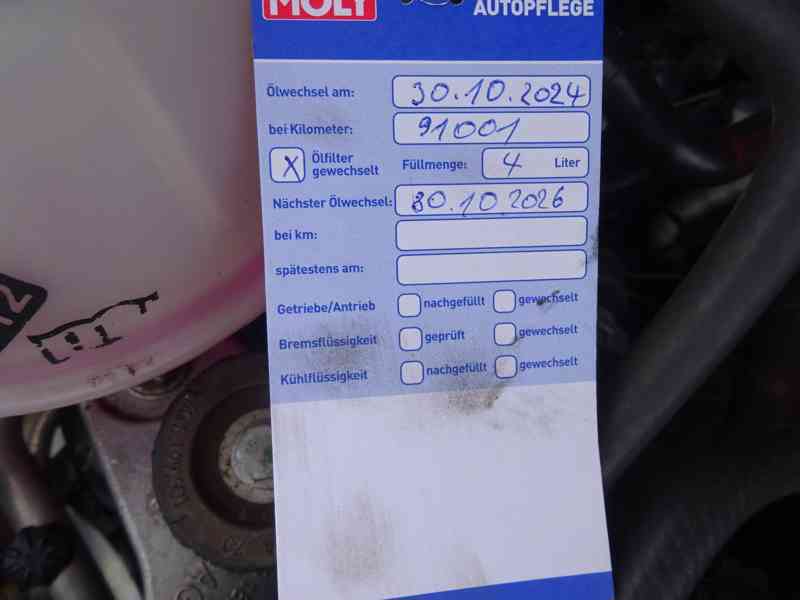 MOLY
AUTOPFLEGE
Ölwechsel am: 30.10.2024
bei Kilometer: 91001
X Ölfilter gewechselt Füllmenge: 4 Liter
Nächster Ölwechsel: 30.10.2026
bei km:
spätestens am:
Getriebe/Antrieb nachgefüllt gewechselt
Bremsflüssigkeit geprüft gewechselt
Kühlflüssigkeit nachgefüllt gewechselt